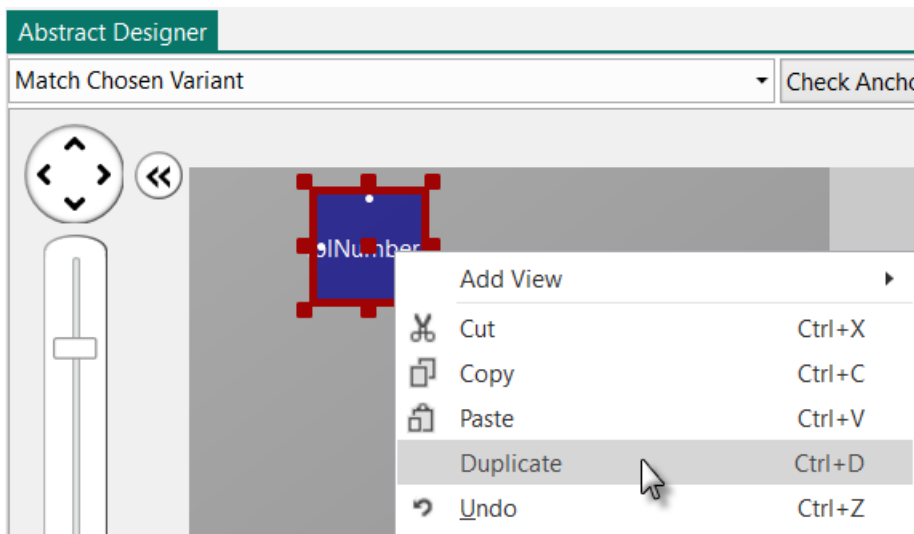 Abstract Designer
Match Chosen Variant
Check Ancho
lNumber
Add View
Cut Ctrl+X
Copy Ctrl+C
Paste Ctrl+V
Duplicate Ctrl+D
Undo Ctrl+Z